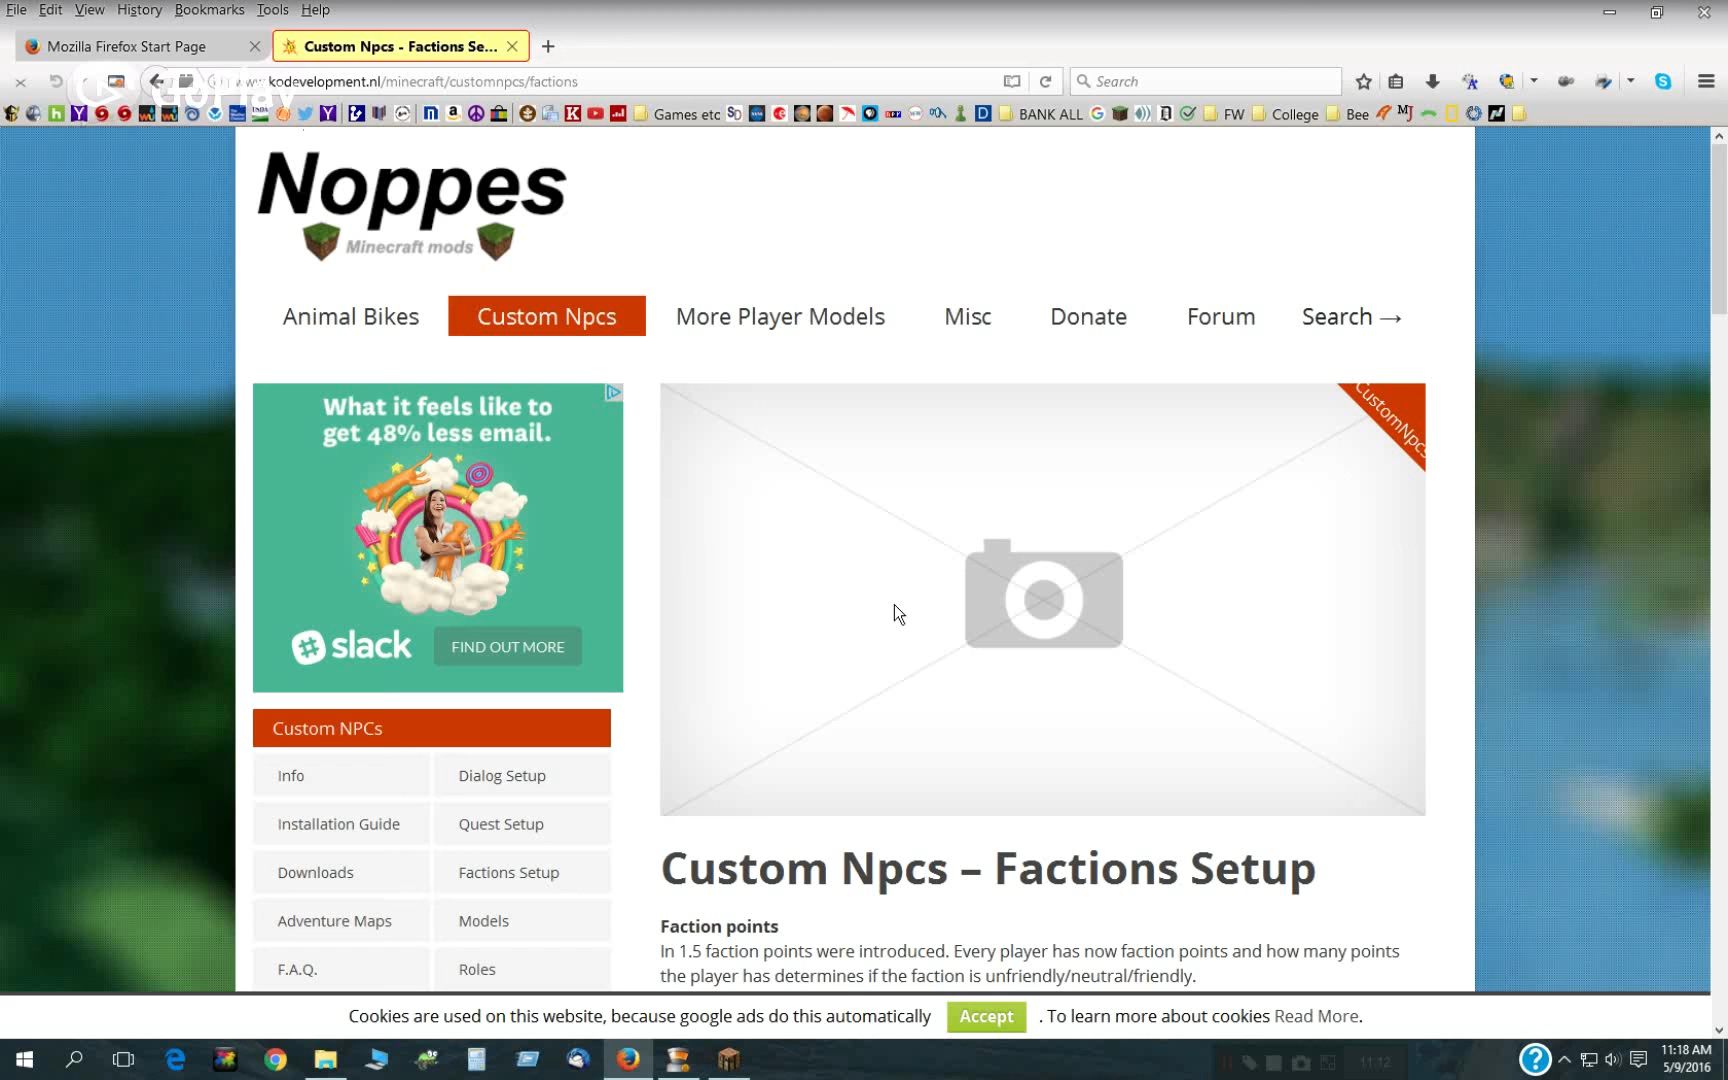 File Edit View History Bookmarks Tools Help
Mozilla Firefox Start Page
Custom Npcs - Factions Se...
kodevelopment.nl/minecraft/customnpcs/factions
Search
Games etc
BANK ALL
FW
College
Bee
Noppes
Minecraft mods
Animal Bikes
Custom Npcs
More Player Models
Misc
Donate
Forum
Search →
What it feels like to
get 48% less email.
slack
FIND OUT MORE
CustomNpcs
Custom NPCs
Info
Dialog Setup
Installation Guide
Quest Setup
Downloads
Factions Setup
Adventure Maps
Models
F.A.Q.
Roles
Custom Npcs – Factions Setup
Faction points
In 1.5 faction points were introduced. Every player has now faction points and how many points
the player has determines if the faction is unfriendly/neutral/friendly.
Cookies are used on this website, because google ads do this automatically Accept . To learn more about cookies Read More.
11:12
11:18 AM
5/9/2016